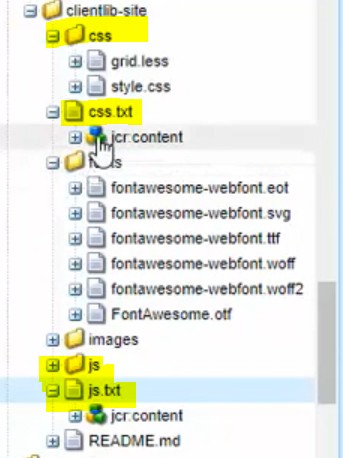 clientlib-site
css
grid.less
style.css
css.txt
jcr:content
fontawesome-webfont.eot
fontawesome-webfont.svg
fontawesome-webfont.ttf
fontawesome-webfont.woff
fontawesome-webfont.woff2
FontAwesome.otf
images
js
js.txt
jcr:content
README.md